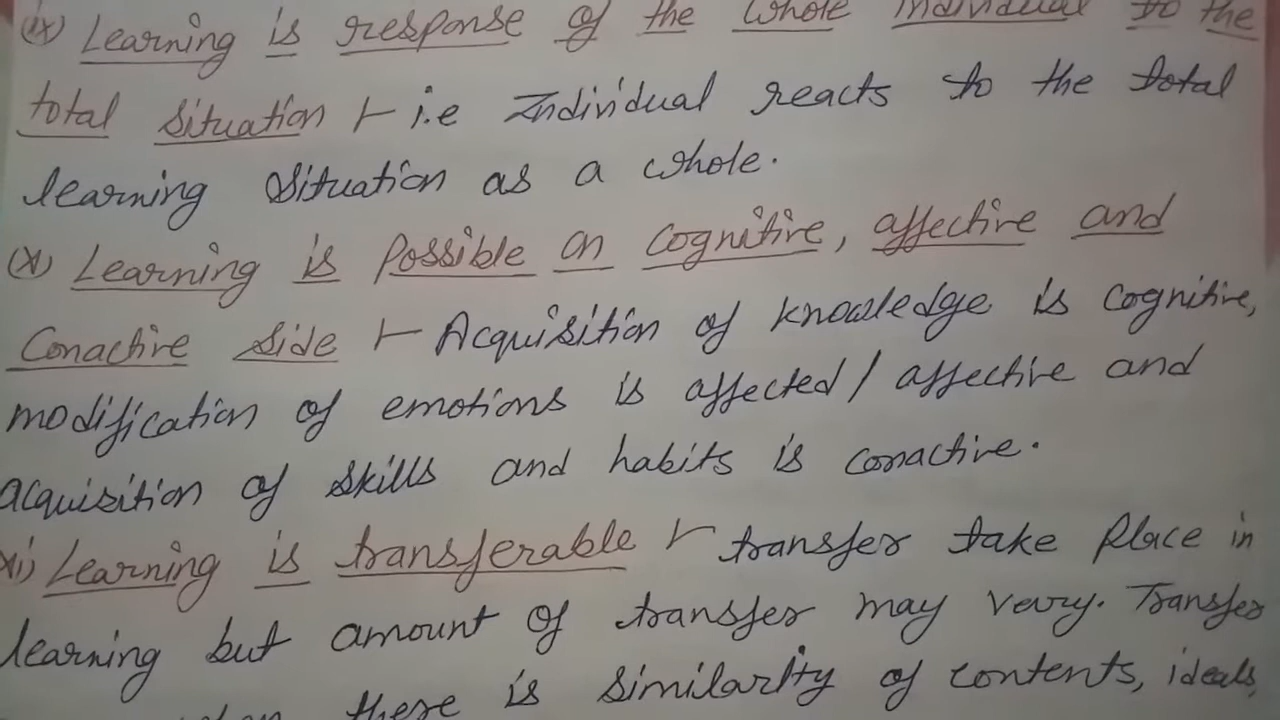 (ix) Learning is response of the whole individual to the
total situation :- i.e Individual reacts to the total
learning situation as a whole.
(x) Learning is possible on cognitive, affective and
Conactive side :- Acquisition of knowledge is cognitive,
modification of emotions is affected/affective and
acquisition of skills and habits is conactive.
xi) Learning is transferable :- transfer take place in
learning but amount of transfer may very. Transfer
there is similarity of contents, ideals,